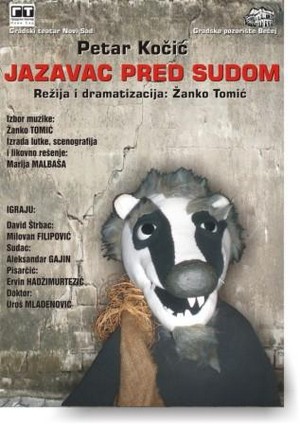 Gradski teatar Novi Sad
Gradsko pozorište Bečej
Petar Kočić
JAZAVAC PRED SUDOM
Režija i dramatizacija: Žanko Tomić
Izbor muzike:
Žanko TOMIĆ
Izrada lutke, scenografija
i likovno rešenje:
Marija MALBAŠA
IGRAJU:
David Štrbac:
Milovan FILIPOVIĆ
Sudac:
Aleksandar GAJIN
Pisarčić:
Ervin HADŽIMURTEZIĆ
Doktor:
Uroš MLADENOVIĆ